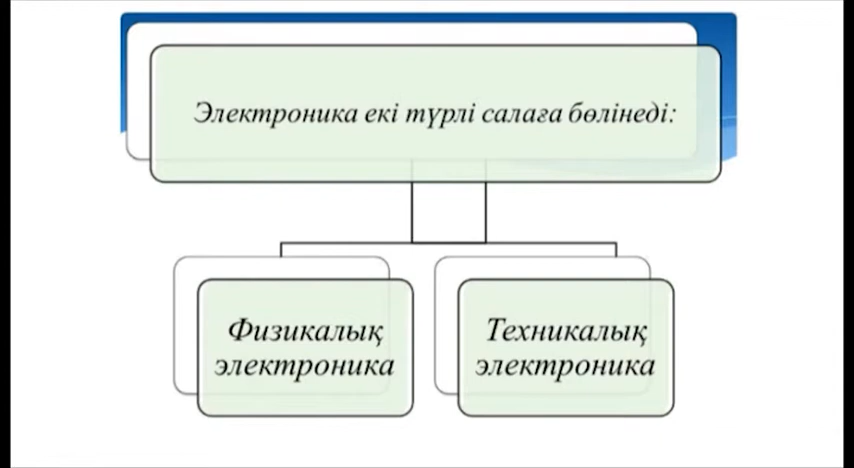 Электроника екі түрлі салаға бөлінеді:
Физикалық
электроника
Техникалық
электроника